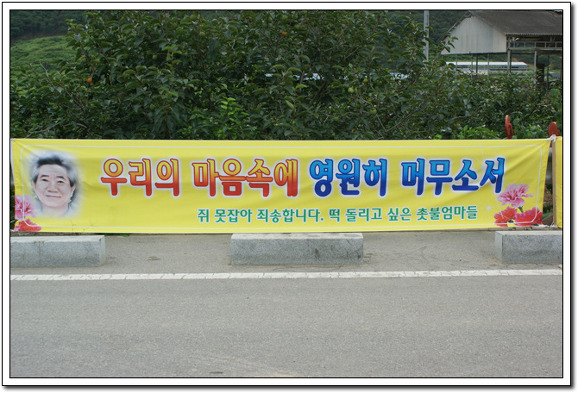 우리의 마음속에 영원히 머무소서
쥐 못잡아 죄송합니다. 떡 돌리고 싶은 촛불엄마들